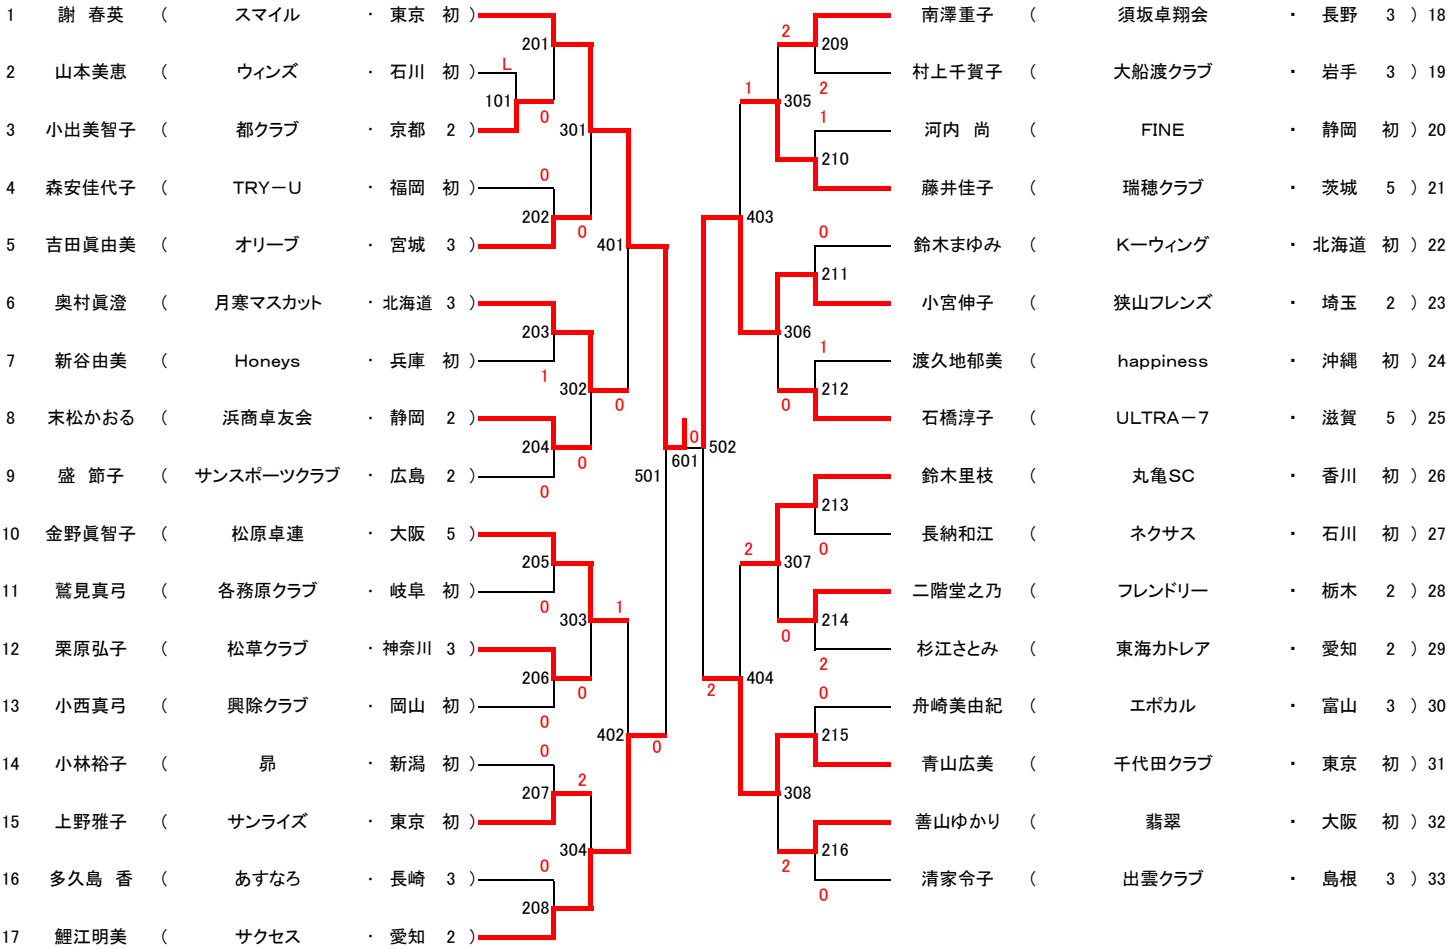 1 謝 春英 ( スマイル ・ 東京 初 )
201
2 山本美恵 ( ウィンズ ・ 石川 初 ) L
101 0
3 小出美智子 ( 都クラブ ・ 京都 2 )
301
4 森安佳代子 ( TRY－U ・ 福岡 初 ) 0
202 0
5 吉田眞由美 ( オリーブ ・ 宮城 3 )
401
6 奥村眞澄 ( 月寒マスカット ・ 北海道 3 )
203
7 新谷由美 ( Honeys ・ 兵庫 初 ) 1
302 0
8 末松かおる ( 浜商卓友会 ・ 静岡 2 )
204 0
9 盛 節子 ( サンスポーツクラブ ・ 広島 2 ) 0
501
10 金野眞智子 ( 松原卓連 ・ 大阪 5 )
205
11 鷲見真弓 ( 各務原クラブ ・ 岐阜 初 ) 0
303 1
12 栗原弘子 ( 松草クラブ ・ 神奈川 3 )
206 0
13 小西真弓 ( 興除クラブ ・ 岡山 初 ) 0
402 0
14 小林裕子 ( 昴 ・ 新潟 初 ) 0
207 2
15 上野雅子 ( サンライズ ・ 東京 初 )
304
16 多久島 香 ( あすなろ ・ 長崎 3 ) 0
208
17 鯉江明美 ( サクセス ・ 愛知 2 )
601 0
502
南澤重子 ( 須坂卓翔会 ・ 長野 3 ) 18
2 209
村上千賀子 ( 大船渡クラブ ・ 岩手 3 ) 19
2
1 305
河内 尚 ( FINE ・ 静岡 初 ) 20
1
210
藤井佳子 ( 瑞穂クラブ ・ 茨城 5 ) 21
403
鈴木まゆみ ( Kーウィング ・ 北海道 初 ) 22
0
211
小宮伸子 ( 狭山フレンズ ・ 埼玉 2 ) 23
306
渡久地郁美 ( happiness ・ 沖縄 初 ) 24
1
0 212
石橋淳子 ( ULTRA－7 ・ 滋賀 5 ) 25
鈴木里枝 ( 丸亀SC ・ 香川 初 ) 26
213
長納和江 ( ネクサス ・ 石川 初 ) 27
0
2 307
二階堂之乃 ( フレンドリー ・ 栃木 2 ) 28
0 214
杉江さとみ ( 東海カトレア ・ 愛知 2 ) 29
2
2 404
舟崎美由紀 ( エポカル ・ 富山 3 ) 30
0
215
青山広美 ( 千代田クラブ ・ 東京 初 ) 31
308
善山ゆかり ( 翡翠 ・ 大阪 初 ) 32
2 216
清家令子 ( 出雲クラブ ・ 島根 3 ) 33
0